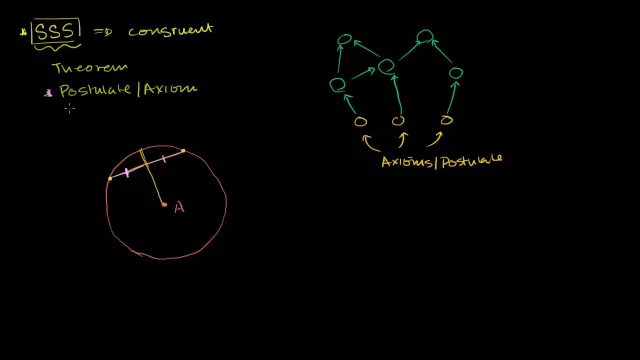 * SSS ⇒ congruent
Theorem
* Postulate/Axiom
Axioms/Postulate
A